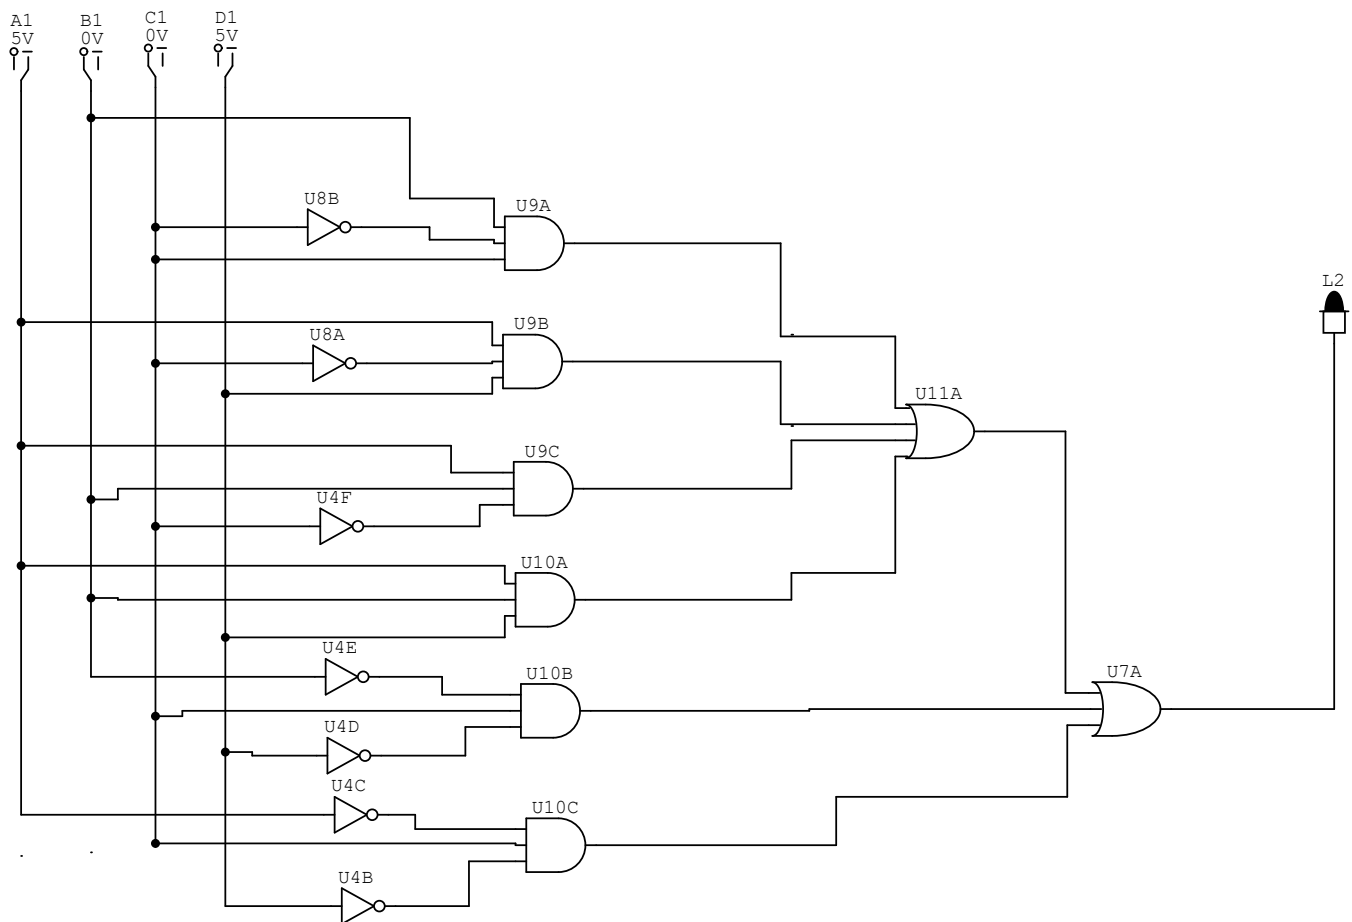 A1 B1 C1 D1
5V 0V 0V 5V
U8B
U9A
L2
U9B
U8A
U11A
U9C
U4F
U10A
U4E
U10B
U7A
U4D
U4C
U10C
U4B